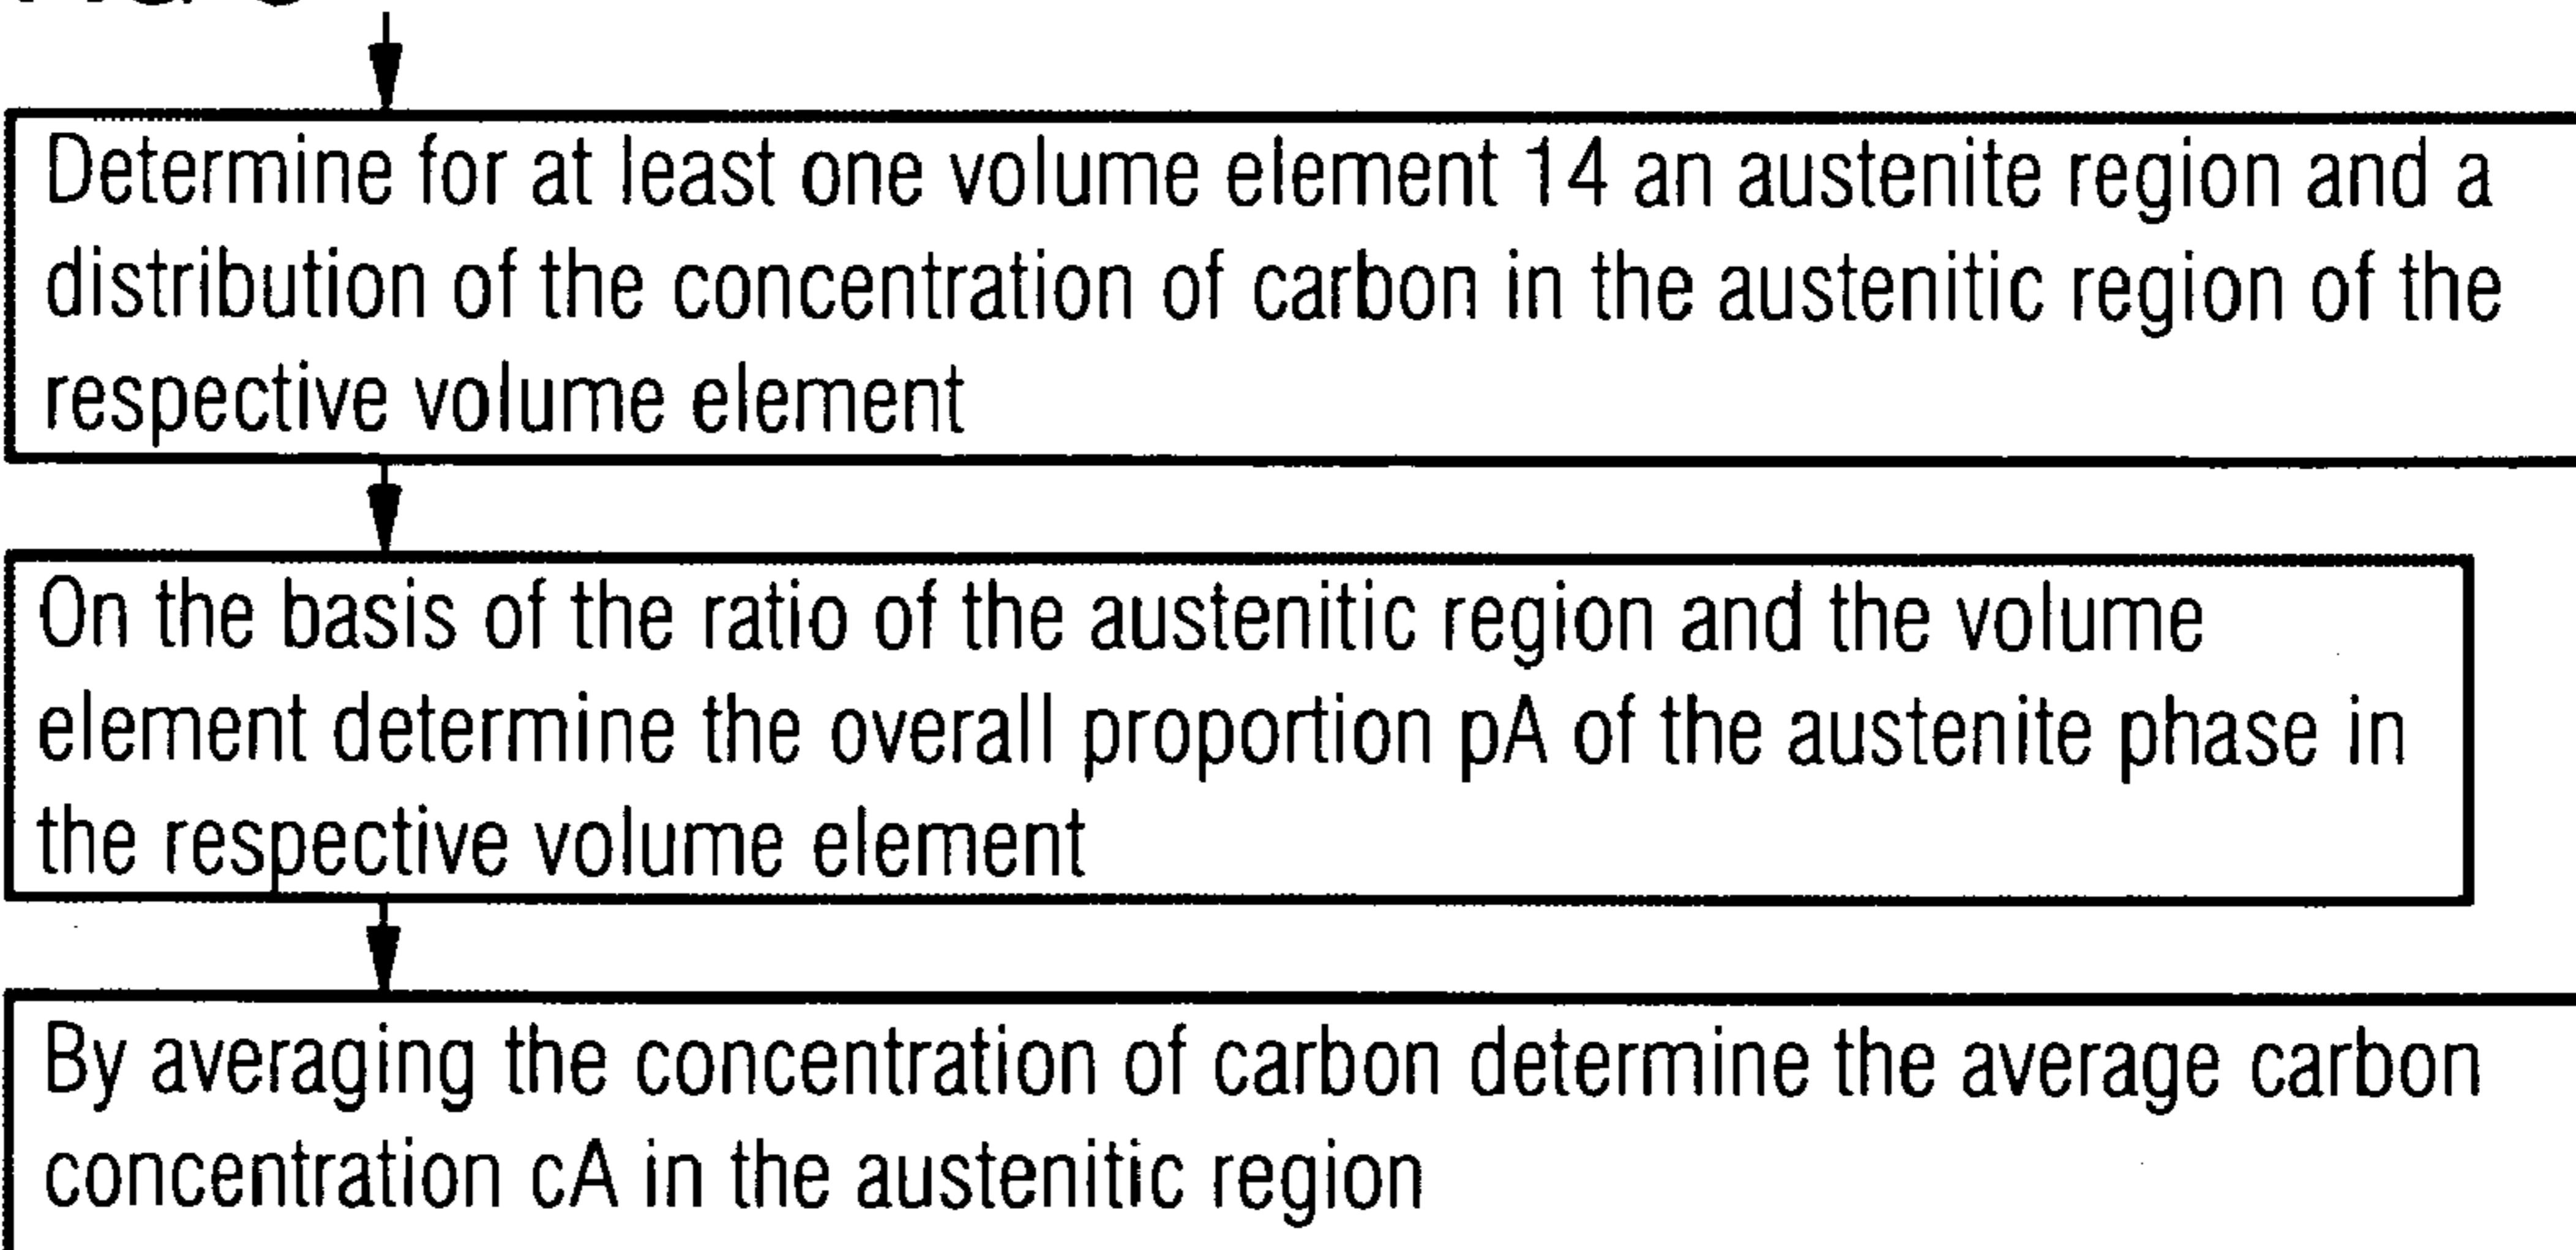 Determine for at least one volume element 14 an austenite region and a
distribution of the concentration of carbon in the austenitic region of the
respective volume element
On the basis of the ratio of the austenitic region and the volume
element determine the overall proportion pA of the austenite phase in
the respective volume element
By averaging the concentration of carbon determine the average carbon
concentration cA in the austenitic region